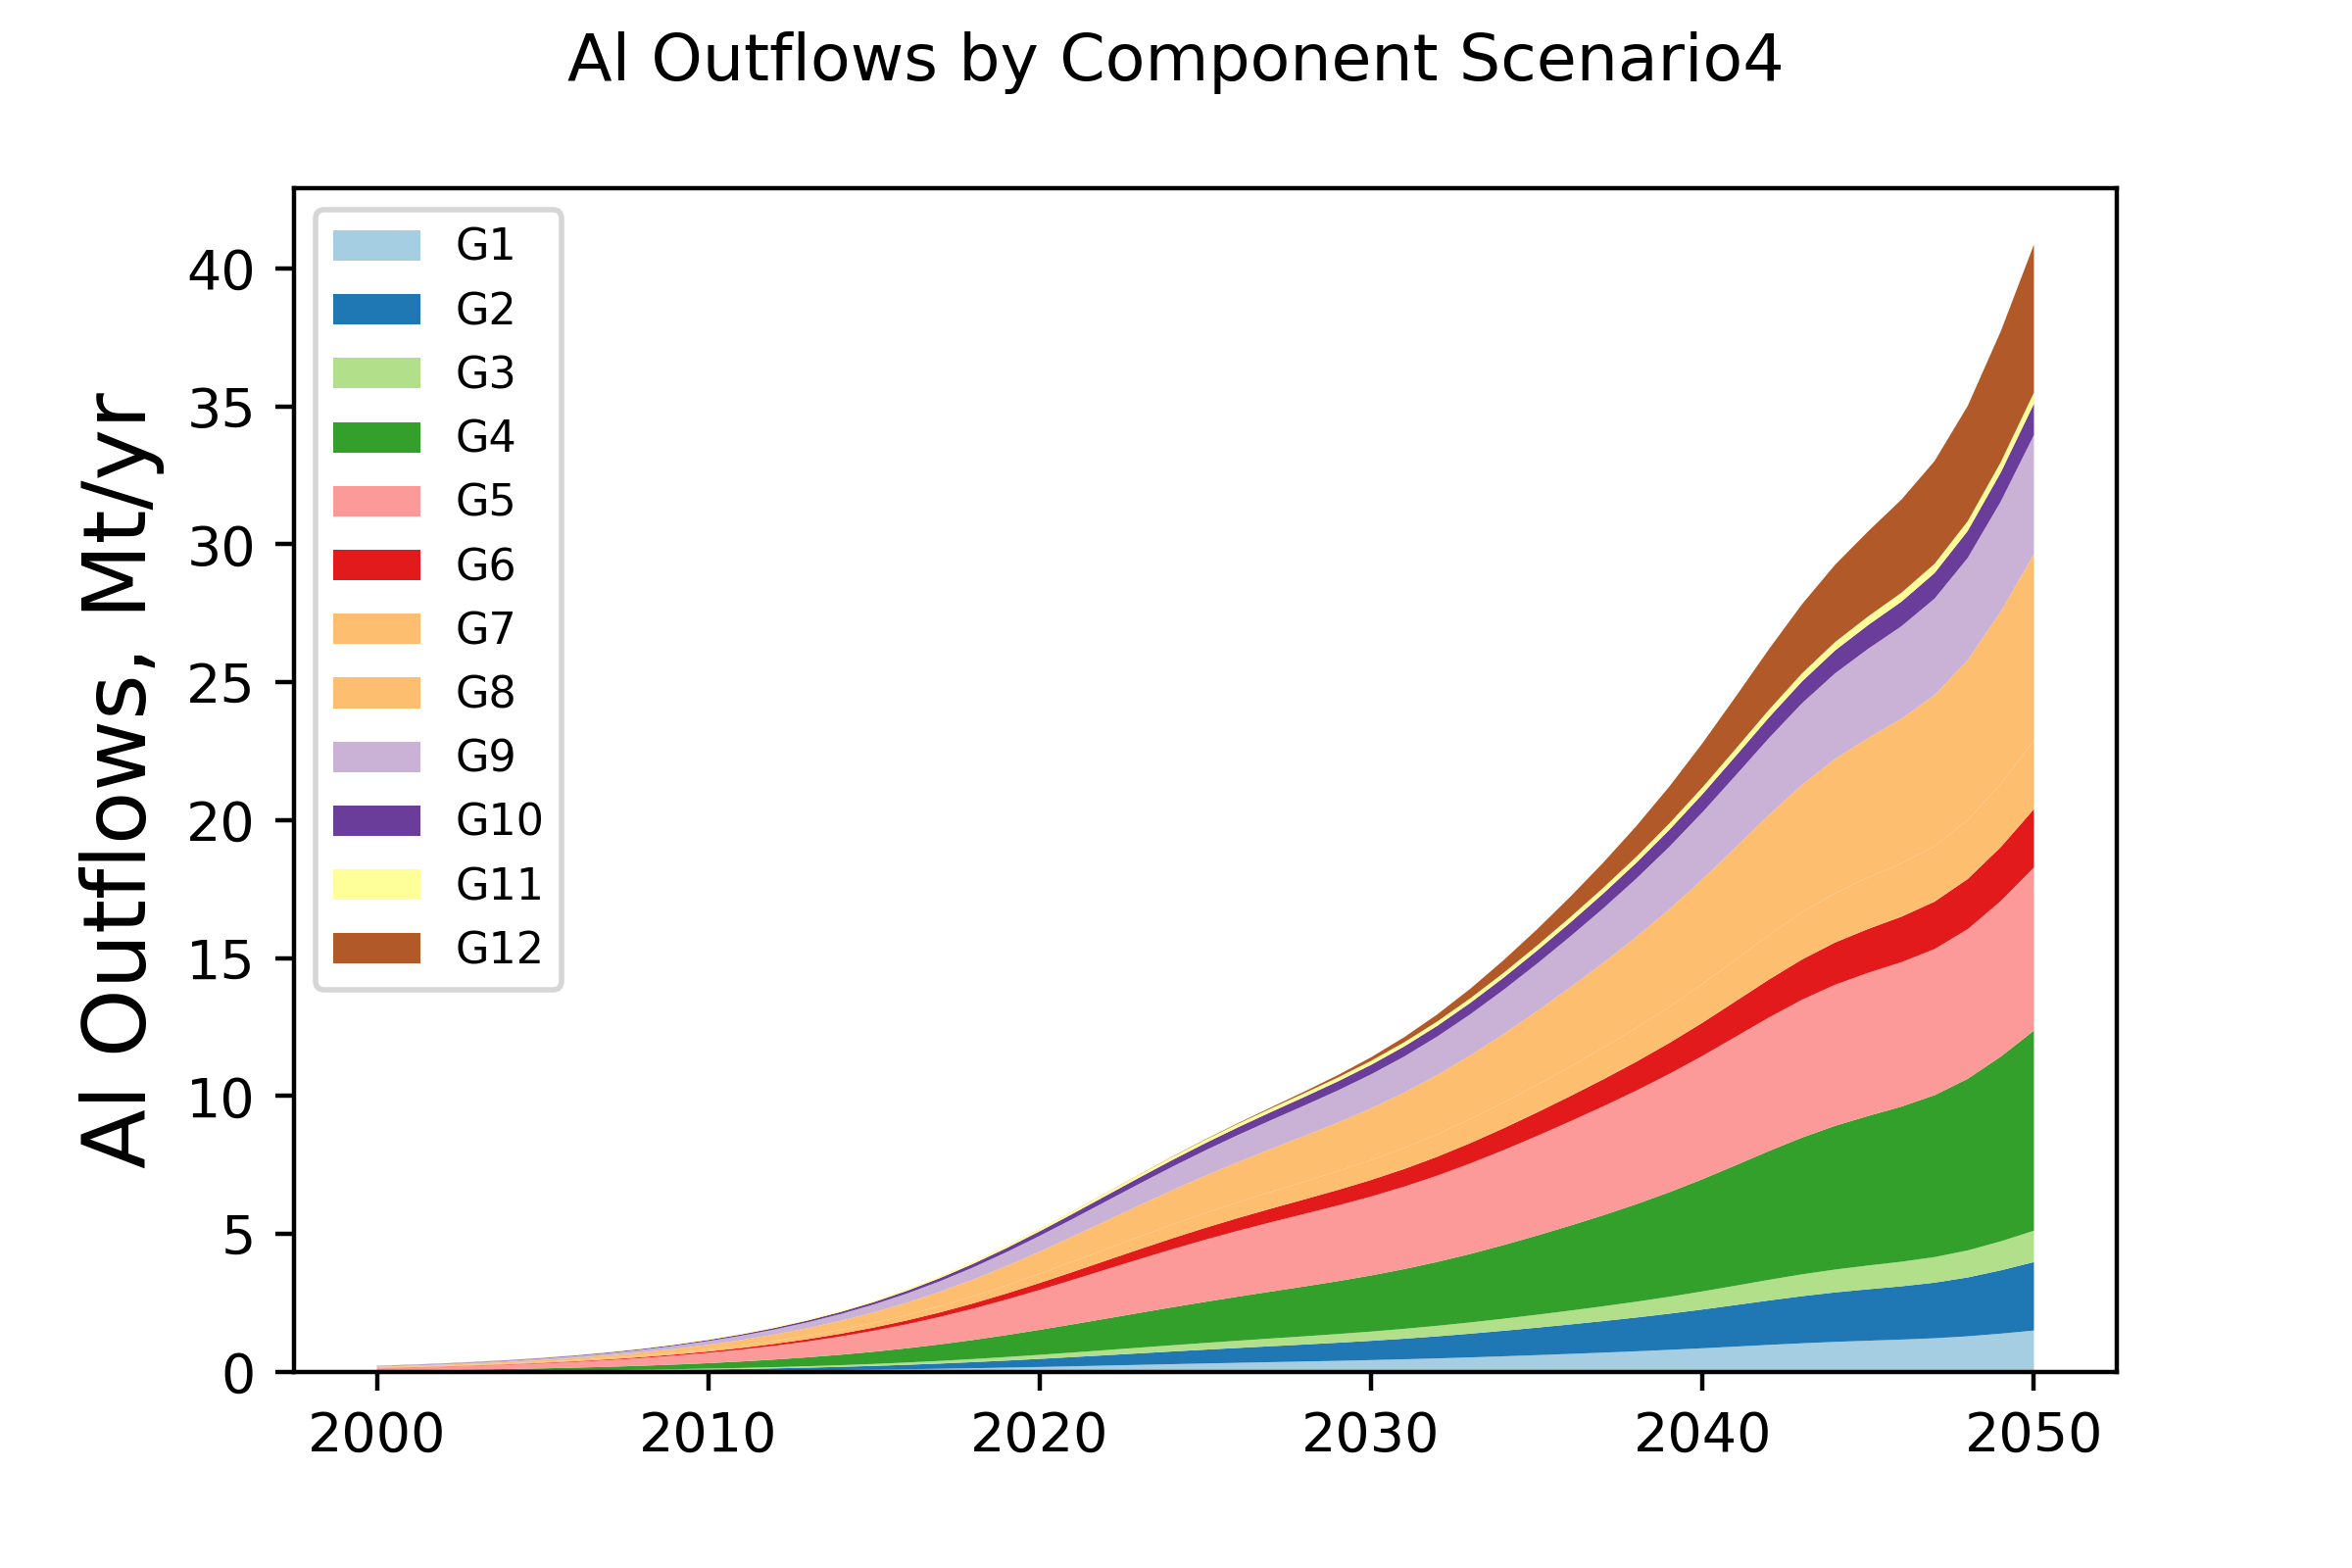 Al Outflows by Component Scenario4
Al Outflows, Mt/yr
40
35
30
25
20
15
10
5
0
G1
G2
G3
G4
G5
G6
G7
G8
G9
G10
G11
G12
2000 2010 2020 2030 2040 2050